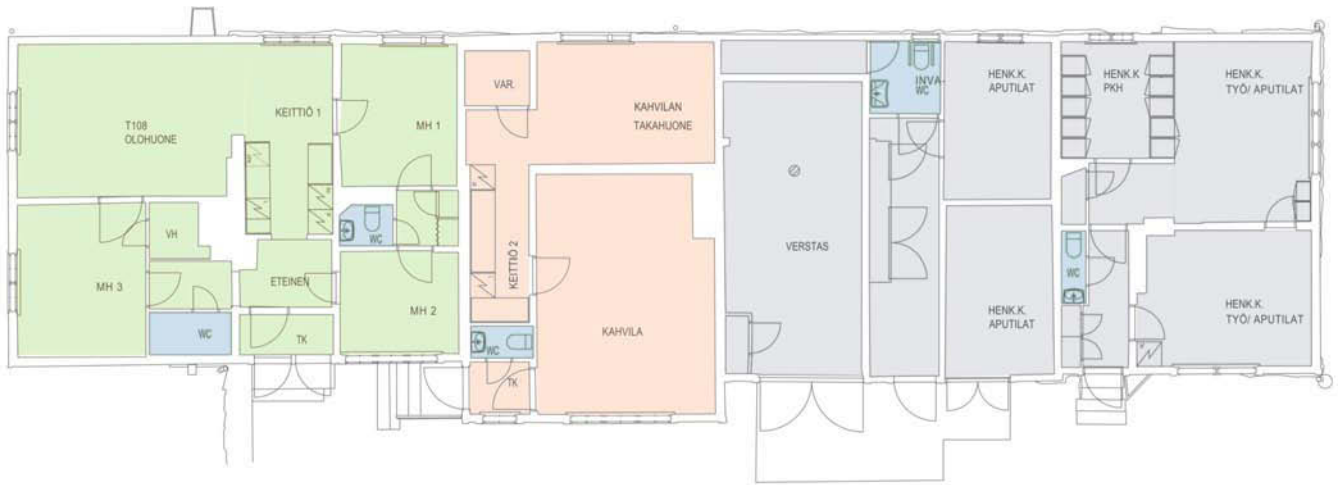 T108
OLOHUONE
KEITTIÖ 1
MH 1
VAR.
KAHVILAN
TAKAHUONE
INVA
WC
HENK.K.
APUTILAT
HENK.K
PKH
HENK.K.
TYÖ/ APUTILAT
VH
WC
KEITTIÖ 2
VERSTAS
MH 3
ETEINEN
MH 2
WC
HENK.K.
APUTILAT
HENK.K.
TYÖ/ APUTILAT
WC
TK
WC
KAHVILA
TK